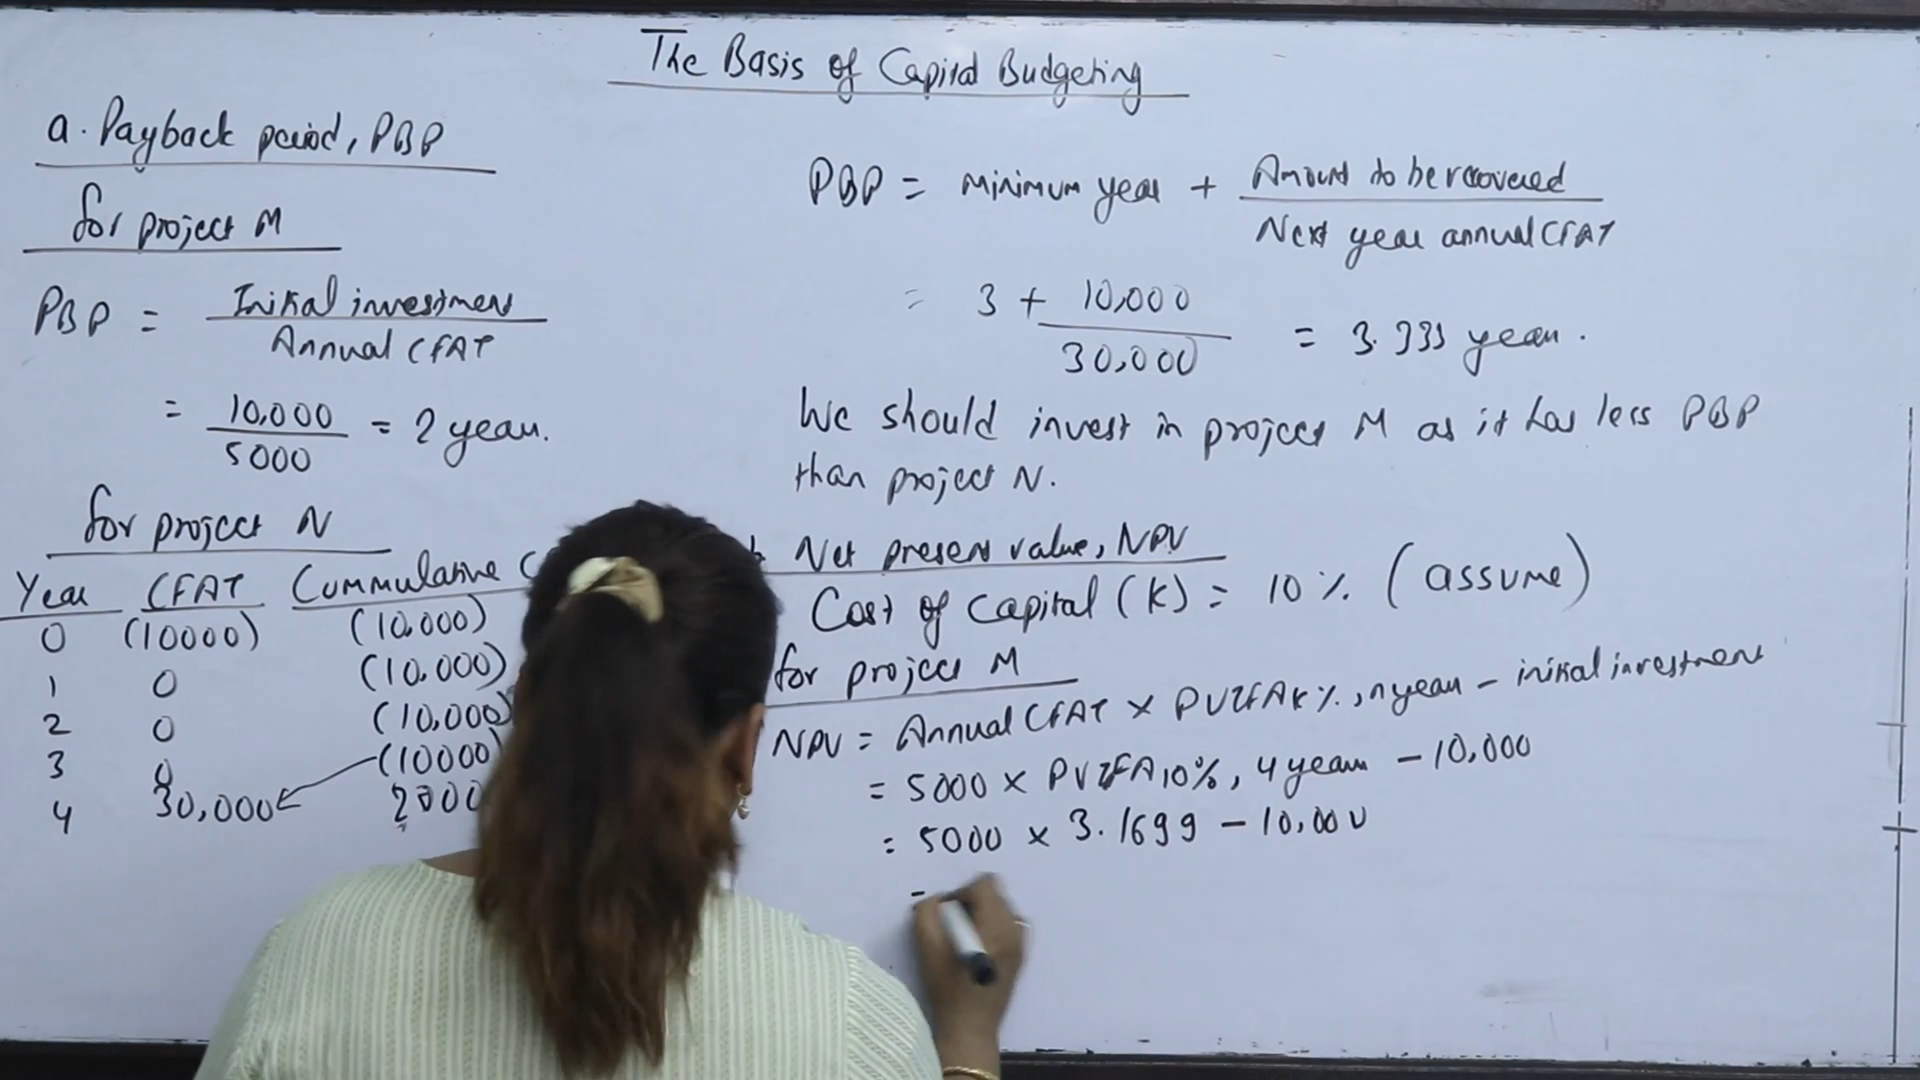 The Basis of Capital Budgeting
a. Payback period, PBP
for project M
PBP = Initial investment / Annual CFAT
= 10,000 / 5000 = 2 year.
for project N
Year CFAT Cummulative
0 (10000) (10,000)
1 0 (10,000)
2 0 (10,000)
3 0 (10000)
4 30,000
PBP = minimum year + Amount to be recovered / Next year annual CFAT
= 3 + 10,000 / 30,000 = 3.333 year.
We should invest in project M as it has less PBP
than project N.
Net present value, NPV
Cost of Capital (K) = 10% (assume)
for project M
NPV = Annual CFAT × PVIFA K%, n year - initial investment
= 5000 × PVIFA 10%, 4 year - 10,000
= 5000 × 3.1699 - 10,000
=